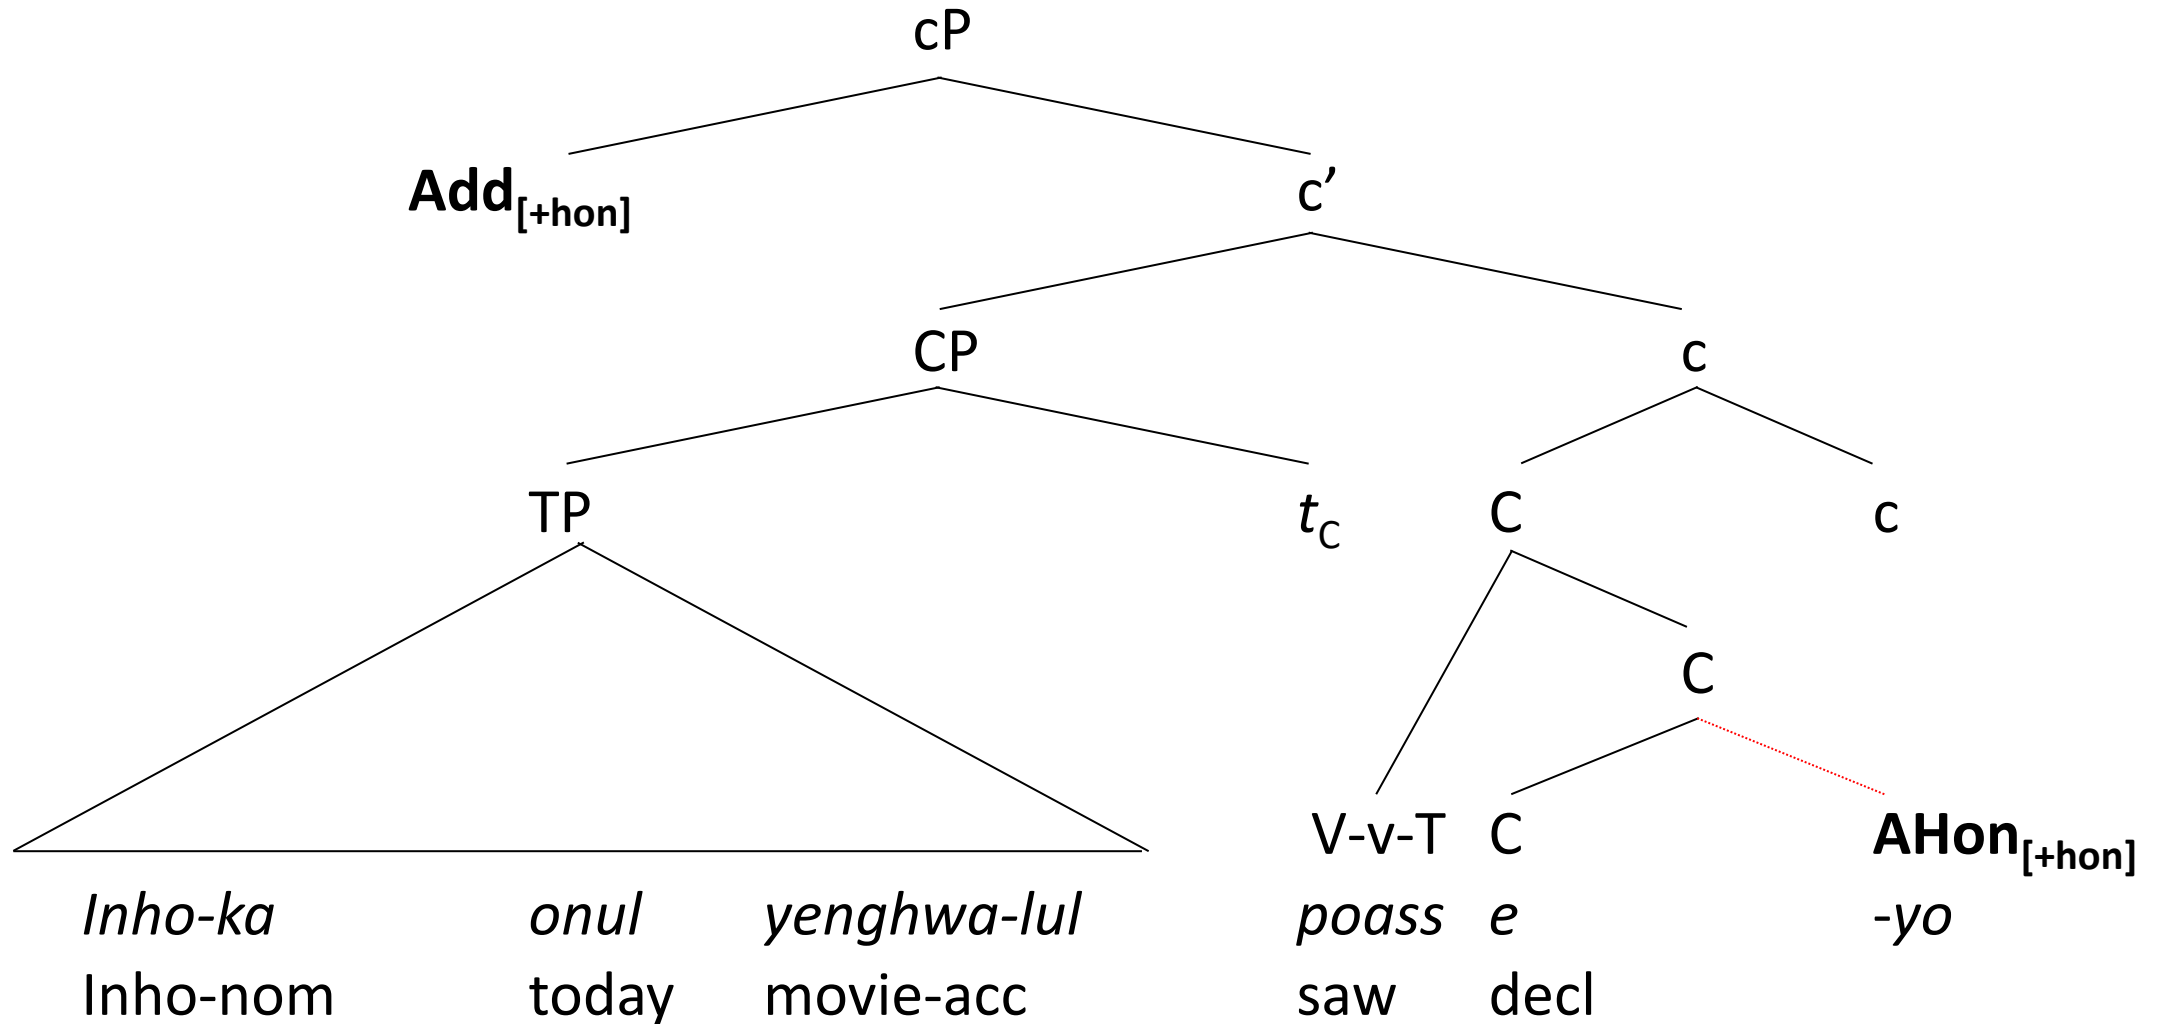 cP
Add[+hon] c’
CP c
TP tC C c
C
V-v-T C AHon[+hon]
Inho-ka onul yenghwa-lul poass e -yo
Inho-nom today movie-acc saw decl